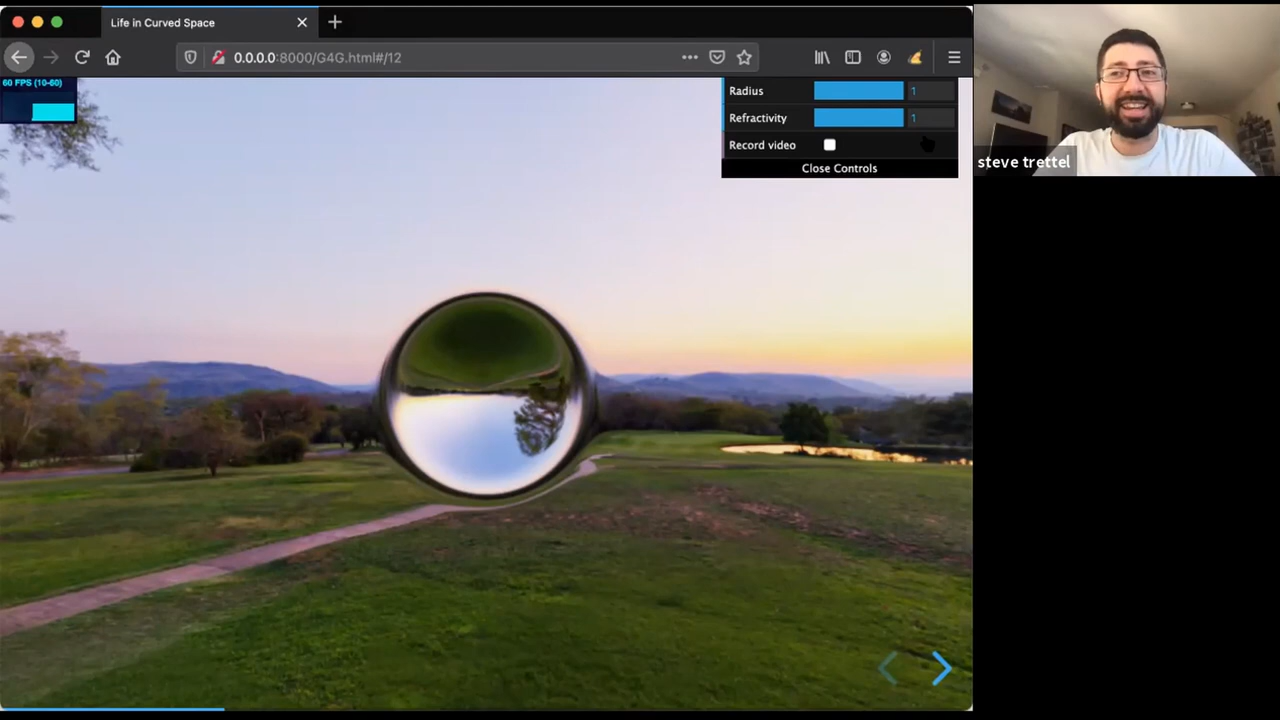 Life in Curved Space
0.0.0.0:8000/G4G.html#/12
60 FPS (10-60)
Radius 1
Refractivity 1
Record video
Close Controls
steve trettel